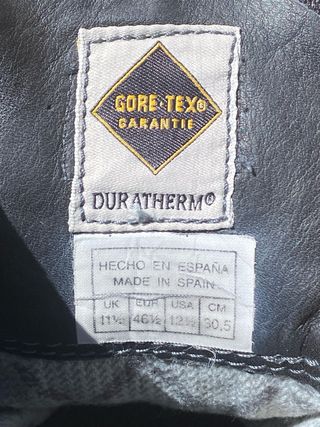 GORE-TEX®
GARANTIE
DURATHERM®
HECHO EN ESPAÑA
MADE IN SPAIN
UK EUR USA CM
11½ 46½ 12½ 30.5